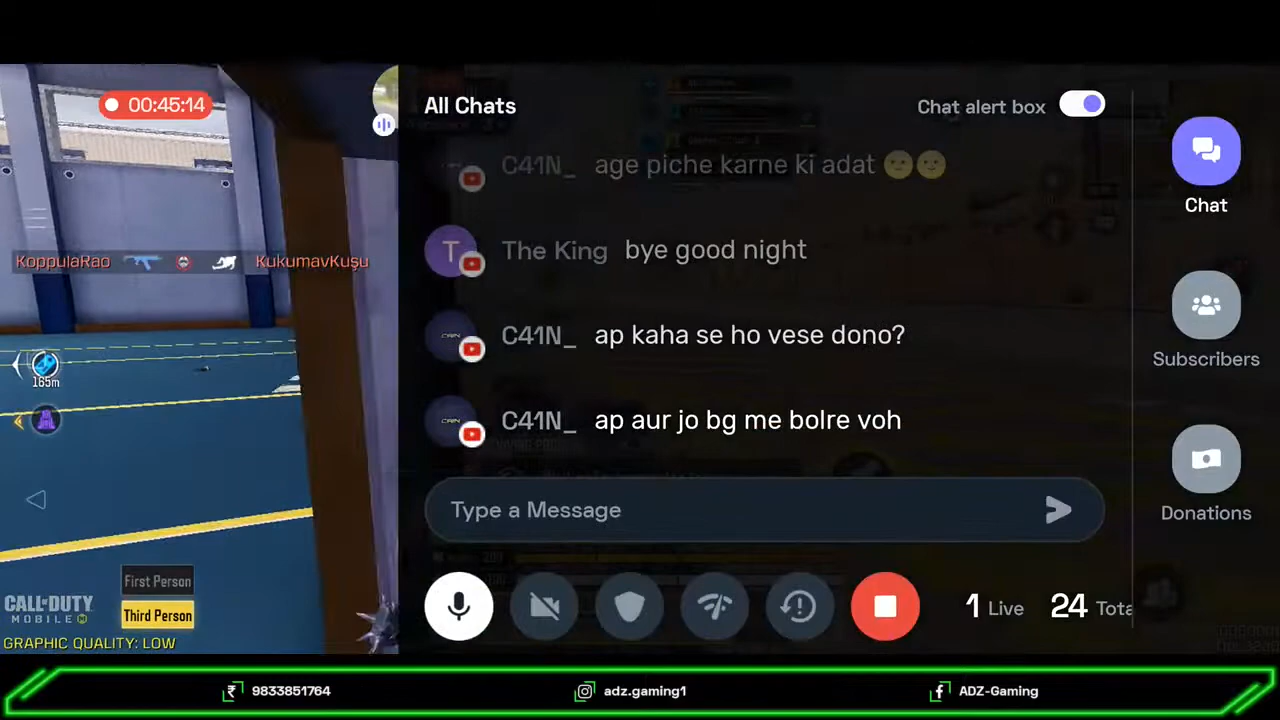 00:45:14
All Chats
Chat alert box
C41N_ age piche karne ki adat 🌝🌝
Chat
T The King bye good night
KoppulaRao KukumavKuşu
C41N_ ap kaha se ho vese dono?
Subscribers
165m
C41N_ ap aur jo bg me bolre voh
Type a Message
Donations
First Person
CALL OF DUTY
MOBILE
Third Person
1 Live 24 Tota
GRAPHIC QUALITY: LOW
₹ 9833851764
adz.gaming1
ADZ-Gaming